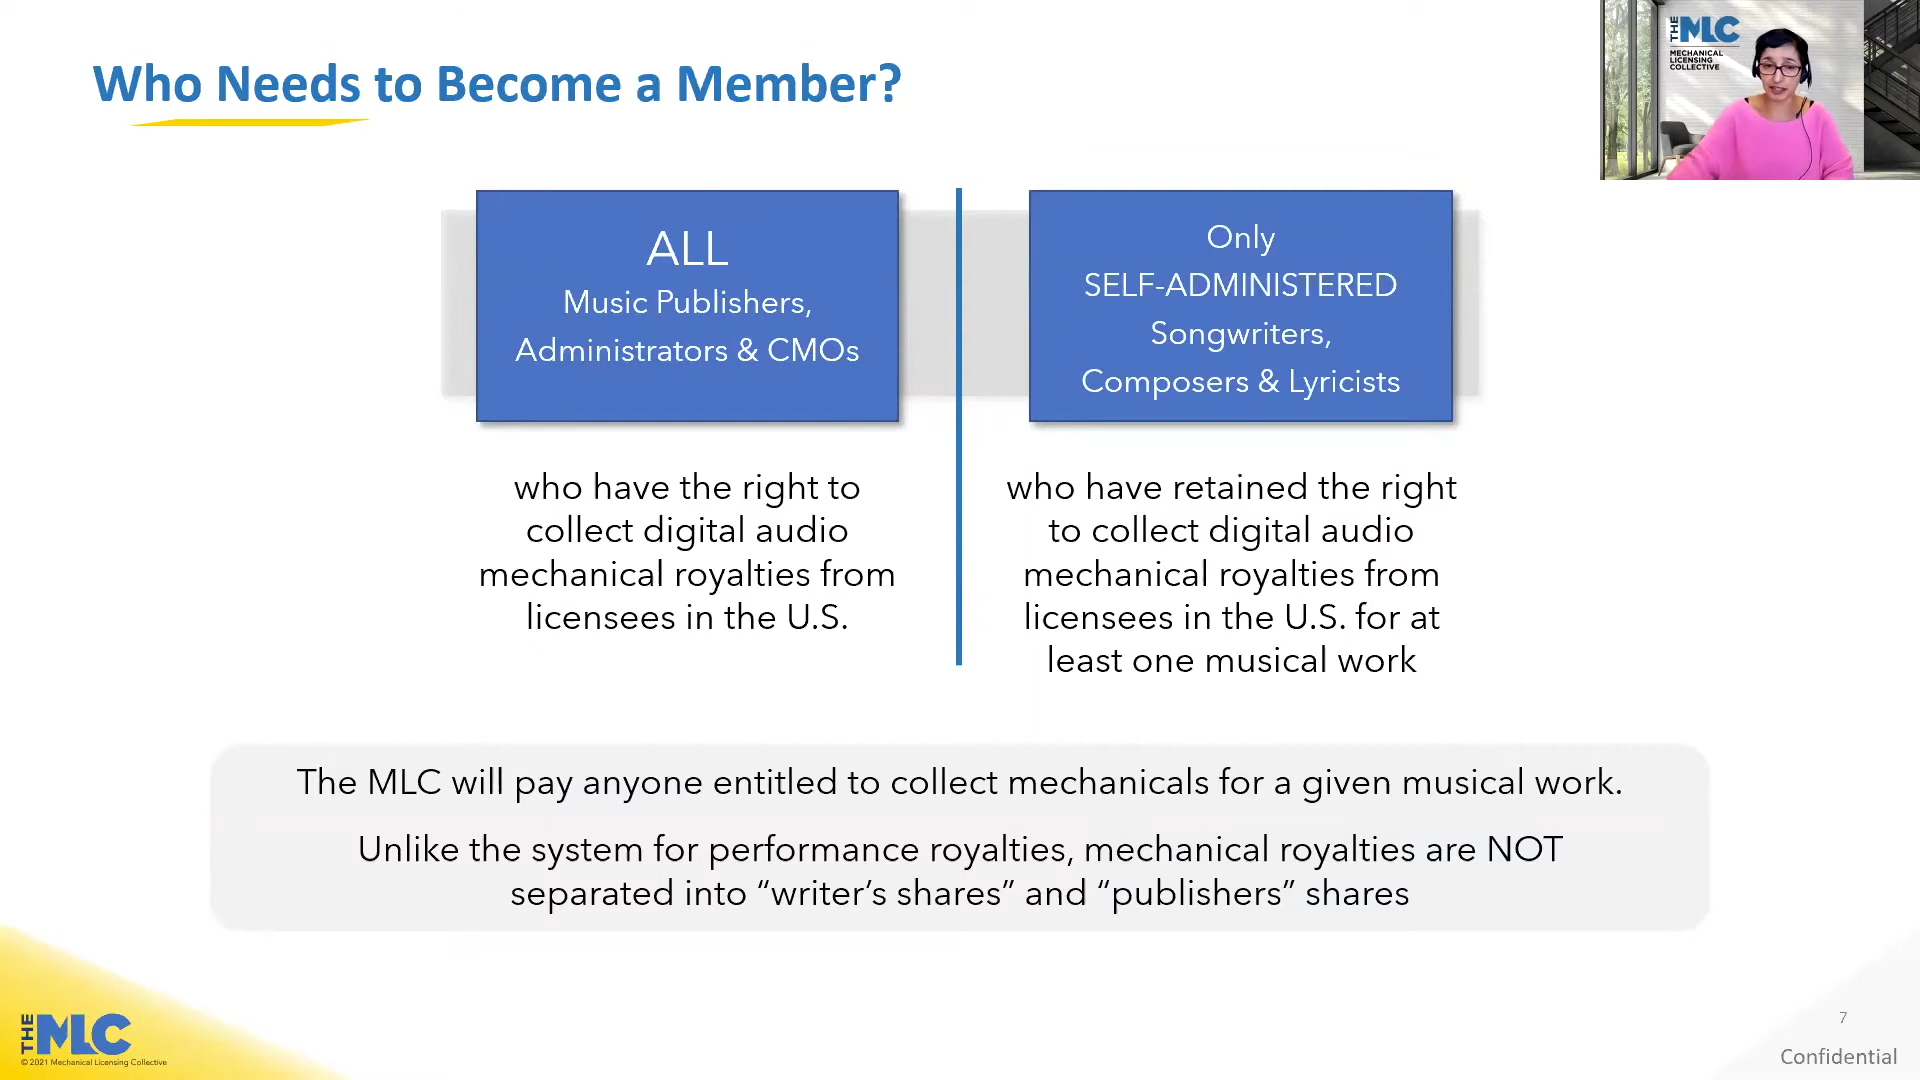 Who Needs to Become a Member?
THE MLC
MECHANICAL
LICENSING
COLLECTIVE
ALL
Music Publishers,
Administrators & CMOs
who have the right to
collect digital audio
mechanical royalties from
licensees in the U.S.
Only
SELF-ADMINISTERED
Songwriters,
Composers & Lyricists
who have retained the right
to collect digital audio
mechanical royalties from
licensees in the U.S. for at
least one musical work
The MLC will pay anyone entitled to collect mechanicals for a given musical work.
Unlike the system for performance royalties, mechanical royalties are NOT
separated into “writer’s shares” and “publishers” shares
THE MLC
© 2021 Mechanical Licensing Collective
7
Confidential